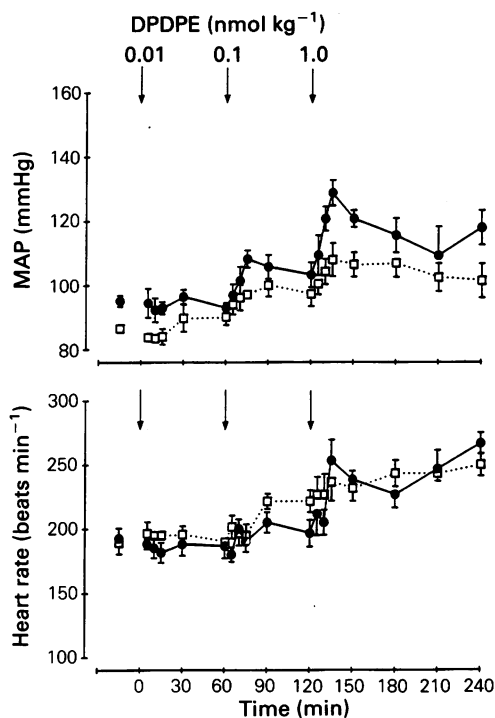 DPDPE (nmol kg⁻¹)
0.01 0.1 1.0
160
140
120
100
80
MAP (mmHg)
300
250
200
150
100
Heart rate (beats min⁻¹)
0 30 60 90 120 150 180 210 240
Time (min)